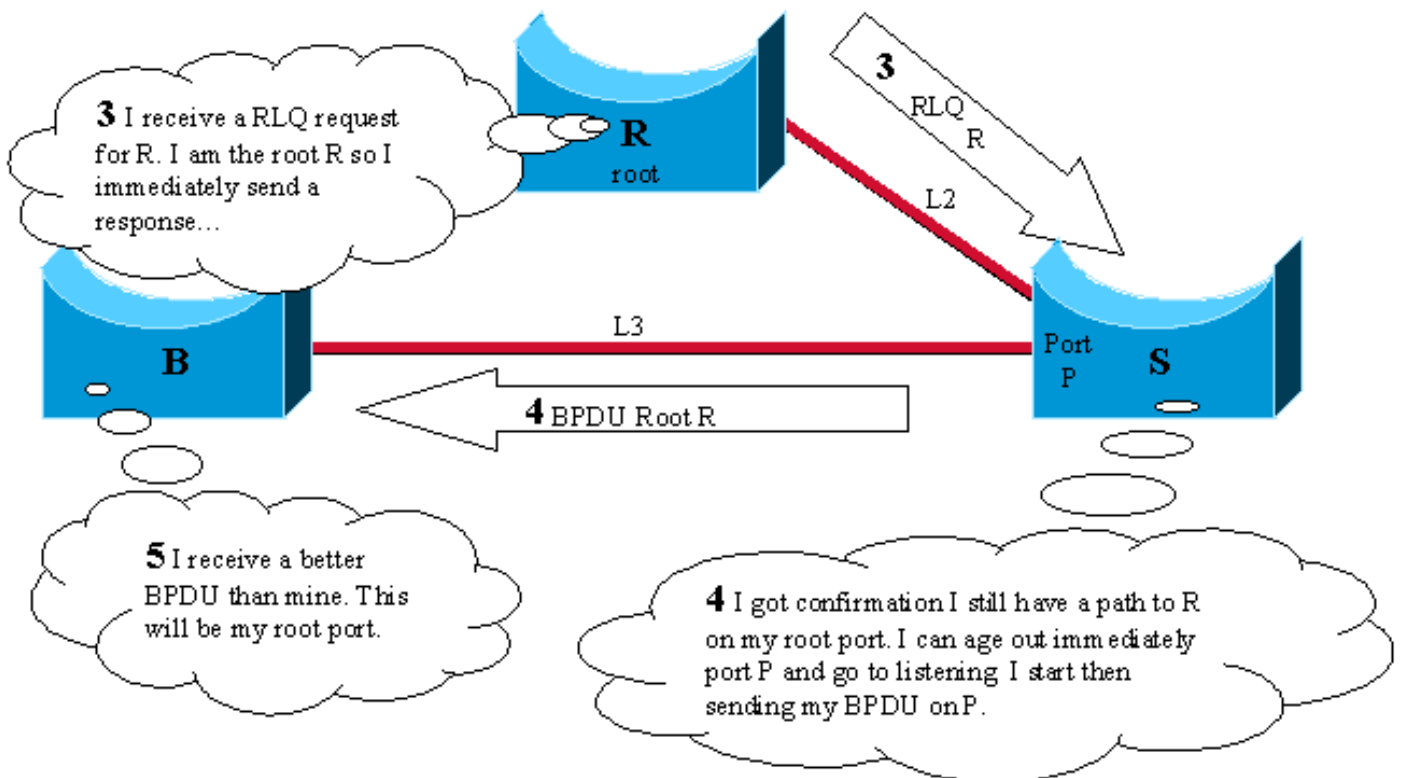 3 I receive a RLQ request
for R. I am the root R so I
immediately send a
response...
R
root
3
RLQ
R
L2
L3
B
Port
P
S
4 BPDU Root R
5 I receive a better
BPDU than mine. This
will be my root port.
4 I got confirmation I still have a path to R
on my root port. I can age out immediately
port P and go to listening. I start then
sending my BPDU on P.